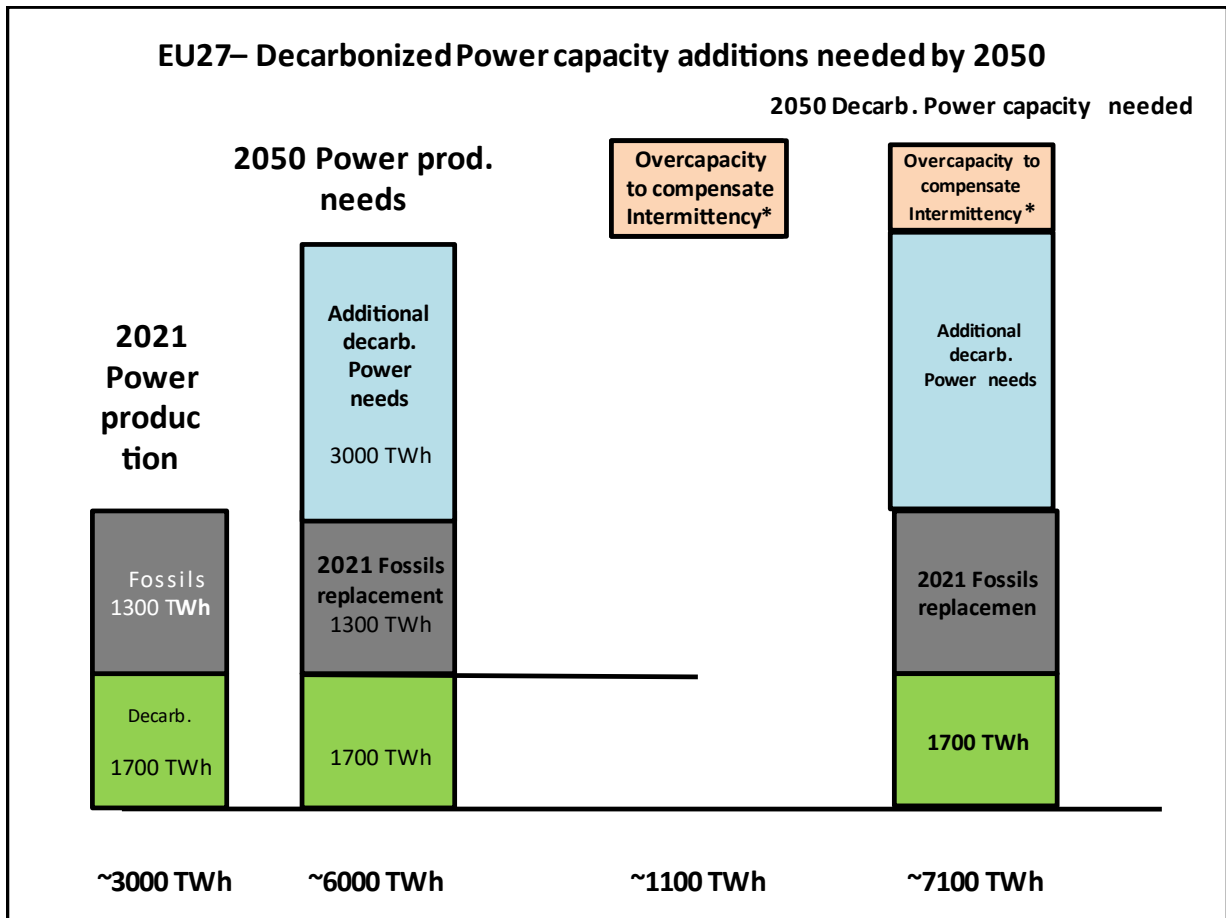 EU27– Decarbonized Power capacity additions needed by 2050
2050 Decarb. Power capacity needed
2050 Power prod.
needs
2021
Power
produc
tion
Fossils
1300 TWh
Decarb.
1700 TWh
Additional
decarb.
Power
needs
3000 TWh
2021 Fossils
replacement
1300 TWh
1700 TWh
Overcapacity
to compensate
Intermittency*
Overcapacity to
compensate
Intermittency*
Additional
decarb.
Power needs
2021 Fossils
replacemen
1700 TWh
~3000 TWh
~6000 TWh
~1100 TWh
~7100 TWh